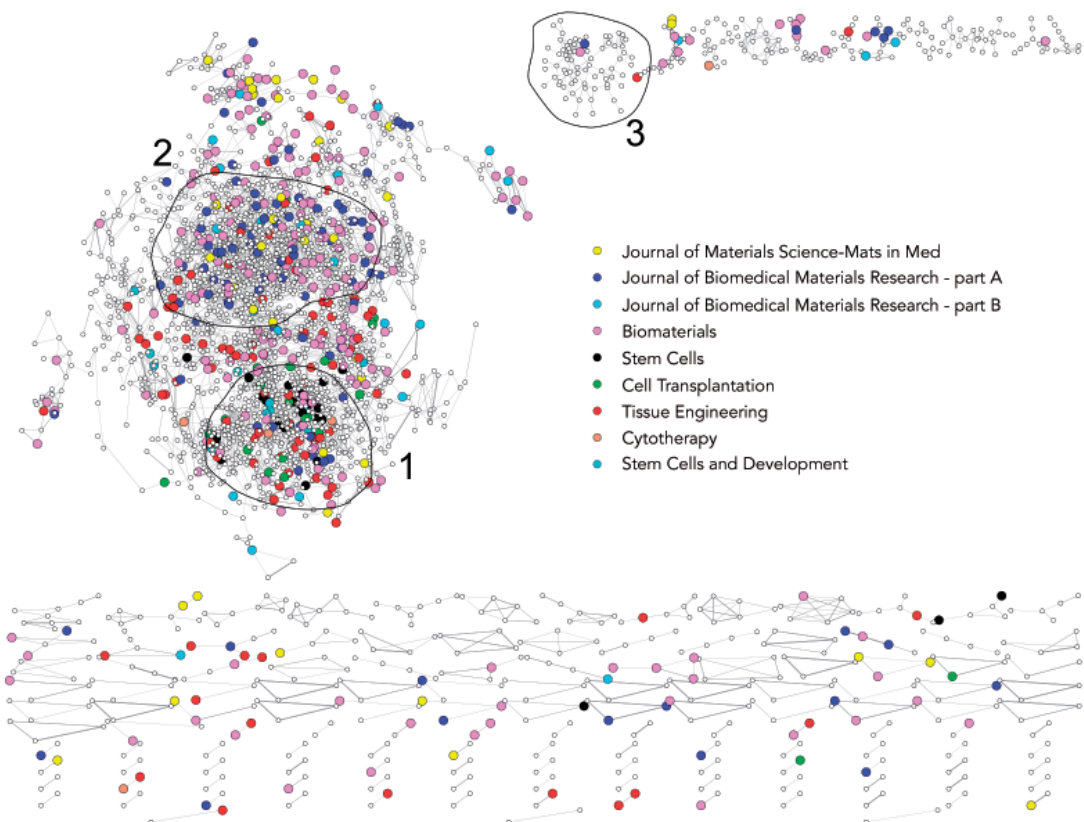 3
2
Journal of Materials Science-Mats in Med
Journal of Biomedical Materials Research - part A
Journal of Biomedical Materials Research - part B
Biomaterials
Stem Cells
Cell Transplantation
Tissue Engineering
Cytotherapy
Stem Cells and Development
1